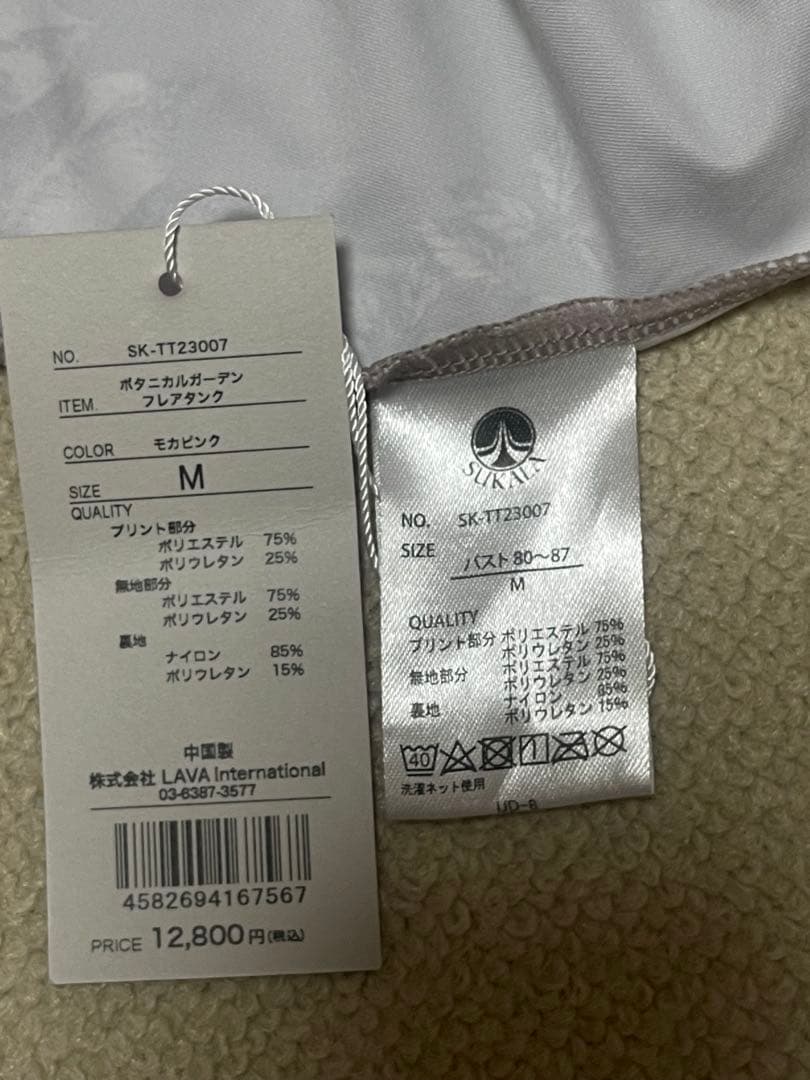 NO. SK-TT23007
ボタニカルガーデン
ITEM. フレアタンク
COLOR モカピンク
SIZE M
QUALITY
プリント部分
ポリエステル 75%
ポリウレタン 25%
無地部分
ポリエステル 75%
ポリウレタン 25%
裏地
ナイロン 85%
ポリウレタン 15%
中国製
株式会社 LAVA International
03-6387-3577
4582694167567
PRICE 12,800円(税込)
SUKALA
NO. SK-TT23007
SIZE バスト80〜87
M
QUALITY
プリント部分 ポリエステル 75%
ポリウレタン 25%
無地部分 ポリエステル 75%
ポリウレタン 25%
裏地 ナイロン 85%
ポリウレタン 15%
40
洗濯ネット使用